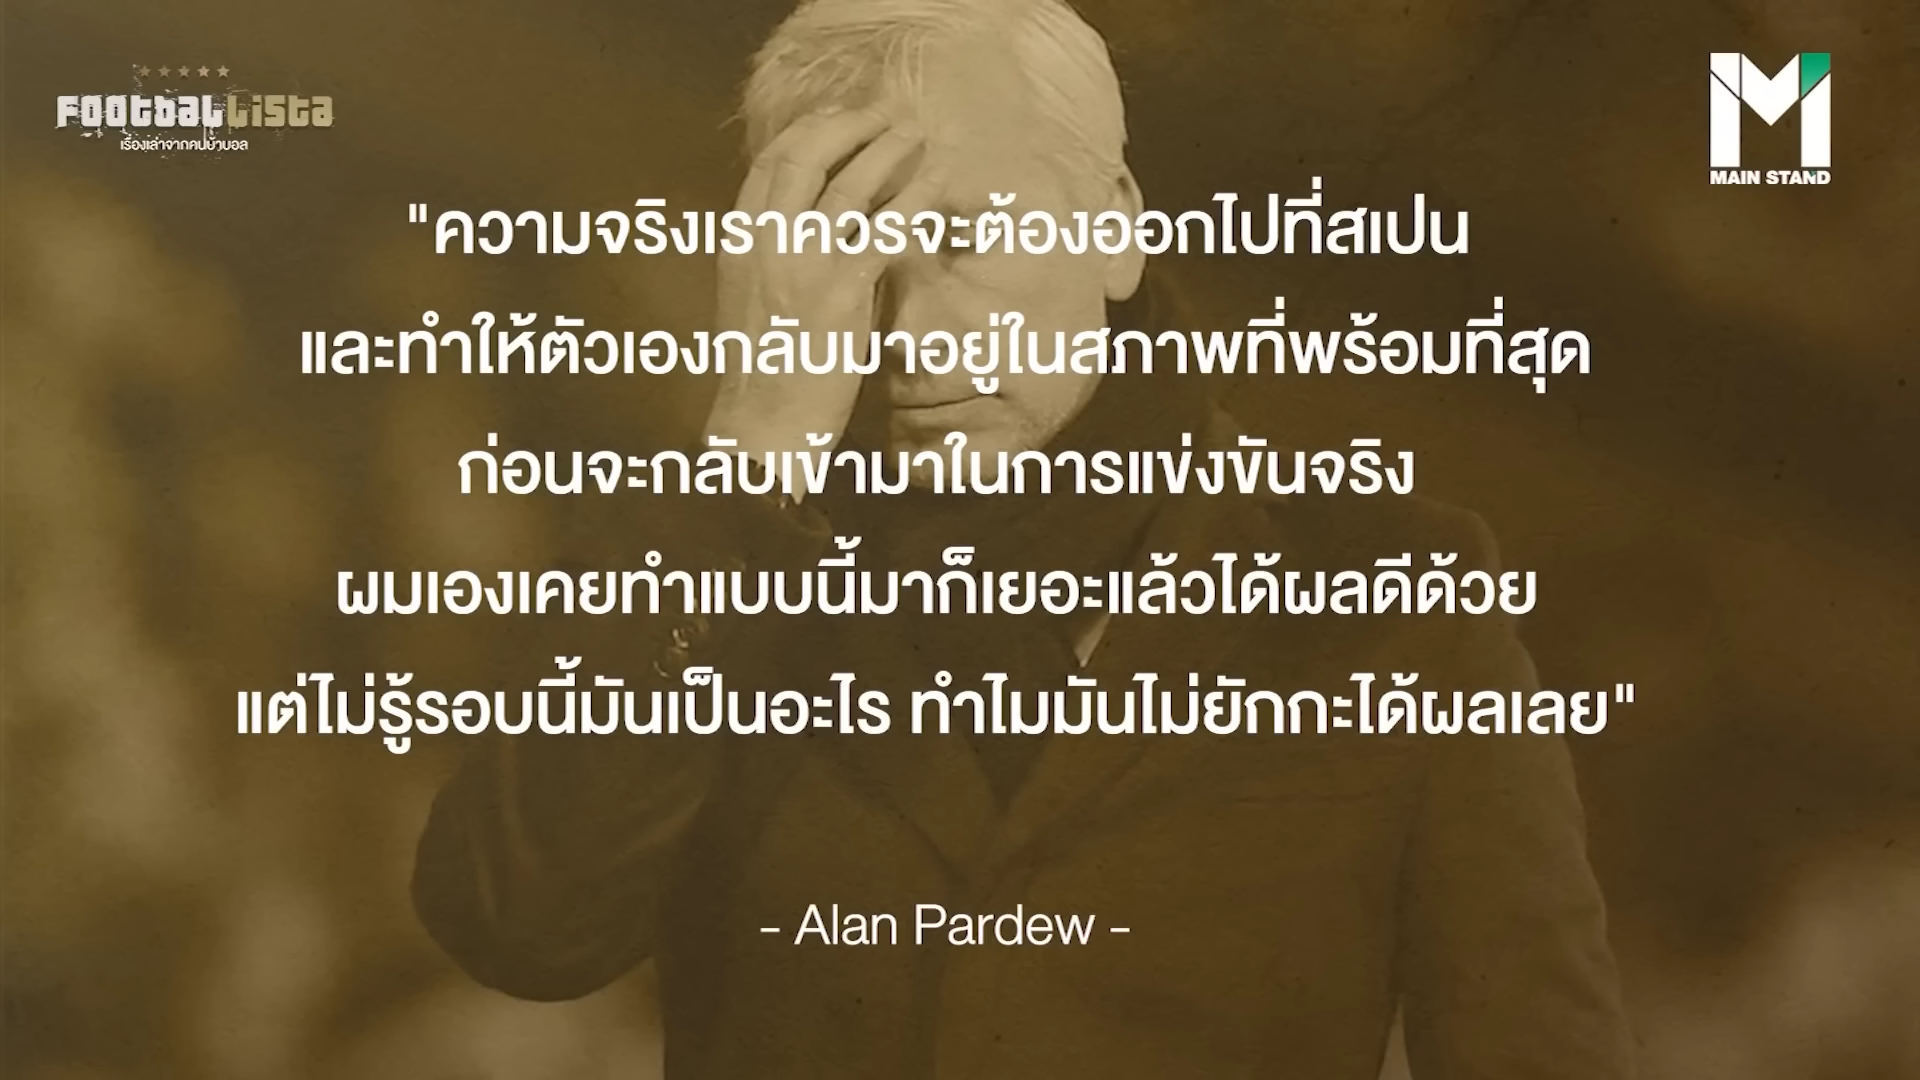 FOOtbaLLista
เรื่องเล่าจากคนบ้าบอล
MAIN STAND
"ความจริงเราควรจะต้องออกไปที่สเปน
และทำให้ตัวเองกลับมาอยู่ในสภาพที่พร้อมที่สุด
ก่อนจะกลับเข้ามาในการแข่งขันจริง
ผมเองเคยทำแบบนี้มาก็เยอะแล้วได้ผลดีด้วย
แต่ไม่รู้รอบนี้มันเป็นอะไร ทำไมมันไม่ยักกะได้ผลเลย"
- Alan Pardew -